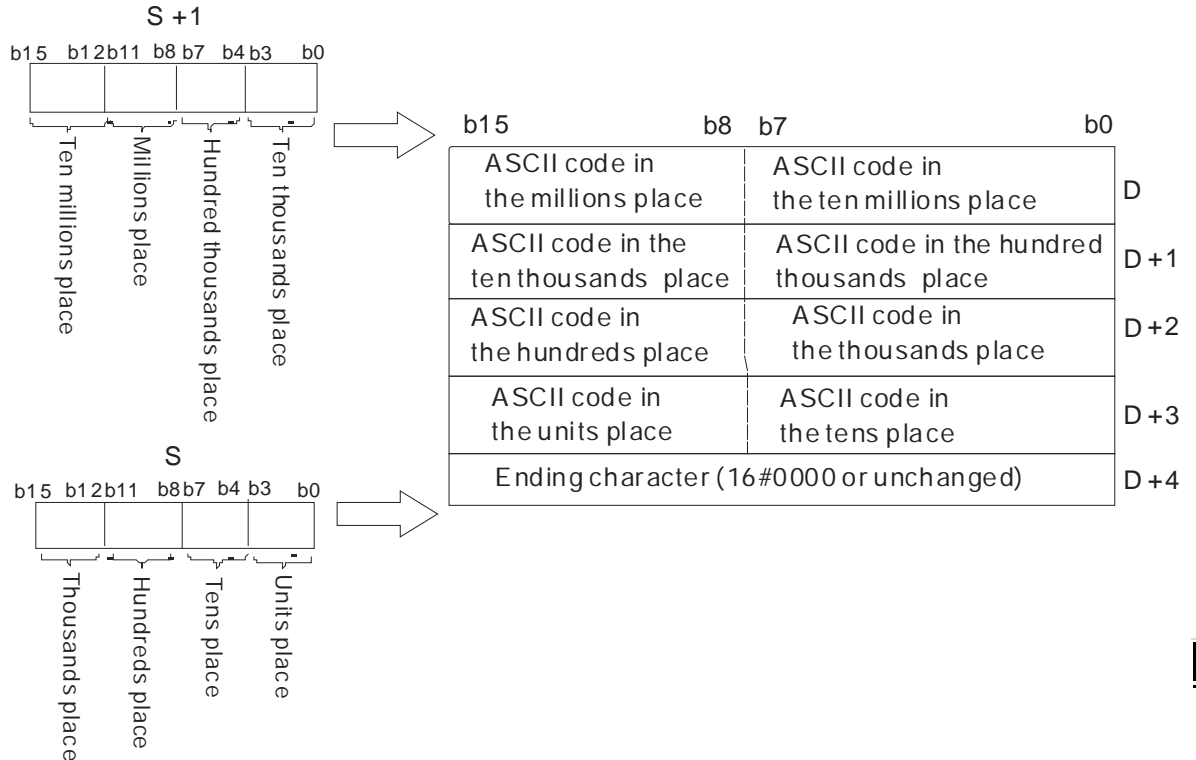 S +1
b15 b12 b11 b8 b7 b4 b3 b0
Ten millions place
Millions place
Hundred thousands place
Ten thousands place
b15 b8 b7 b0
ASCII code in
the millions place
ASCII code in
the ten millions place
D
ASCII code in the
ten thousands place
ASCII code in the hundred
thousands place
D+1
ASCII code in
the hundreds place
ASCII code in
the thousands place
D+2
ASCII code in
the units place
ASCII code in
the tens place
D+3
Ending character (16#0000 or unchanged)
D+4
S
b15 b12 b11 b8 b7 b4 b3 b0
Thousands place
Hundreds place
Tens place
Units place